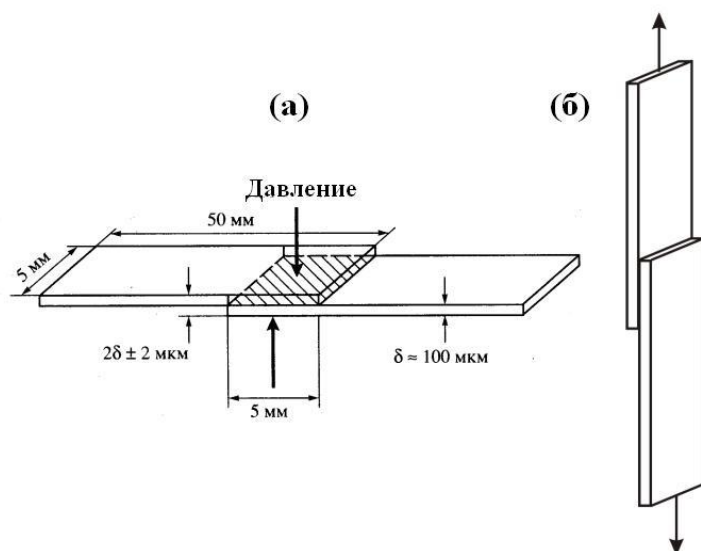 (а)
(б)
Давление
50 мм
5 мм
2δ ± 2 мкм
δ ≈ 100 мкм
5 мм